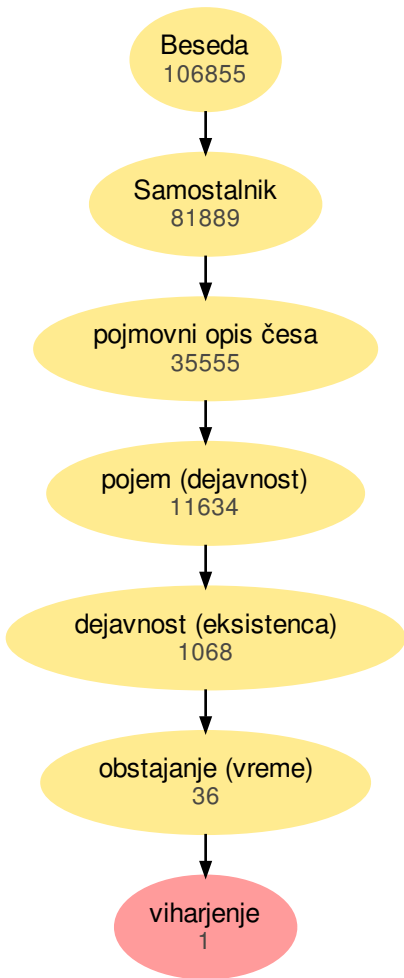 Beseda
106855
Samostalnik
81889
pojmovni opis česa
35555
pojem (dejavnost)
11634
dejavnost (eksistenca)
1068
obstajanje (vreme)
36
viharjenje
1